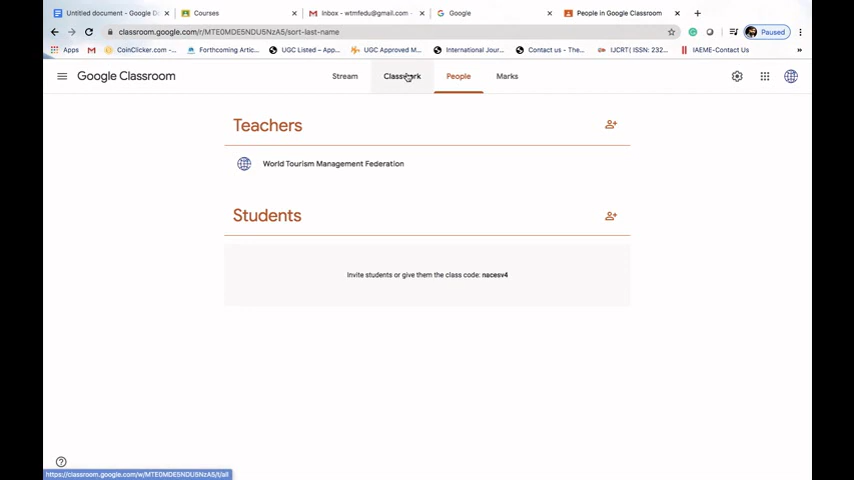 Untitled document - Google D
Courses
Inbox - wtmfedu@gmail.com -
Google
People in Google Classroom
classroom.google.com/r/MTE0MDE5NDU5NzA5/sort-last-name
Paused
Apps
CoinClicker.com -...
Forthcoming Artic...
UGC Listed – App...
UGC Approved M...
International Jour...
Contact us - The...
IJCRT( ISSN: 232...
IAEME-Contact Us
Google Classroom
Stream
Classwork
People
Marks
Teachers
World Tourism Management Federation
Students
Invite students or give them the class code: nacesv4
https://classroom.google.com/w/MTE0MDE5NDU5NzA5/t/all